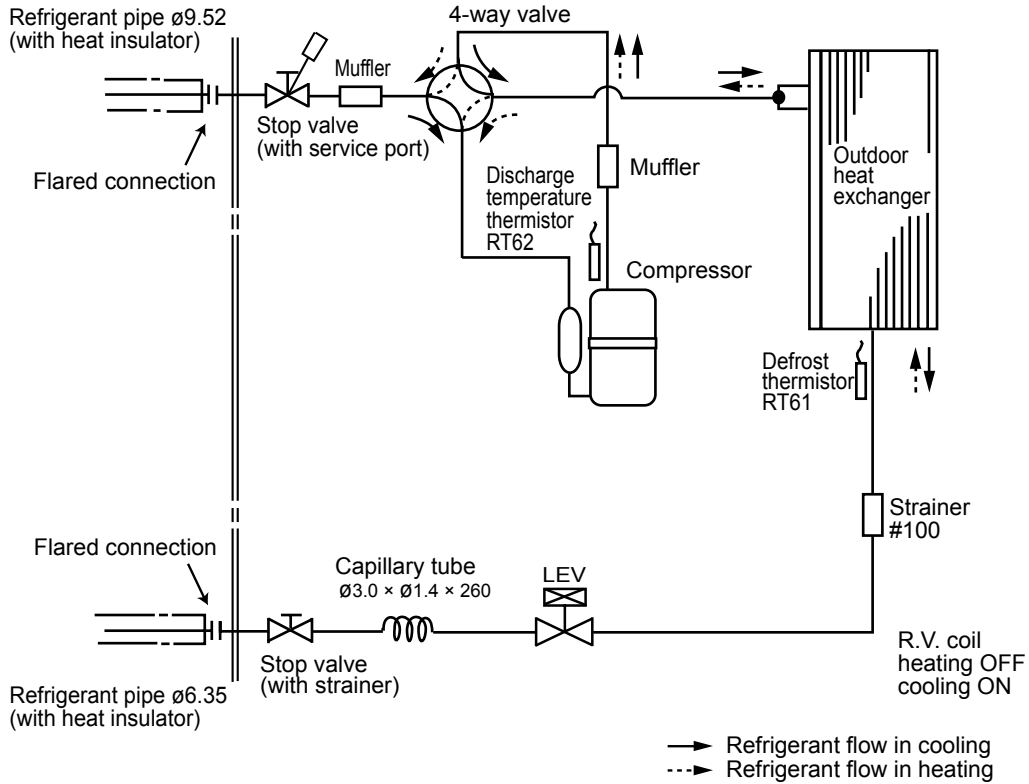 Refrigerant pipe ø9.52
(with heat insulator)
4-way valve
Muffler
Stop valve
(with service port)
Flared connection
Discharge
temperature
thermistor
RT62
Muffler
Outdoor
heat
exchanger
Compressor
Defrost
thermistor
RT61
Strainer
#100
Flared connection
Capillary tube
ø3.0 × ø1.4 × 260
LEV
Stop valve
(with strainer)
Refrigerant pipe ø6.35
(with heat insulator)
R.V. coil
heating OFF
cooling ON
Refrigerant flow in cooling
Refrigerant flow in heating